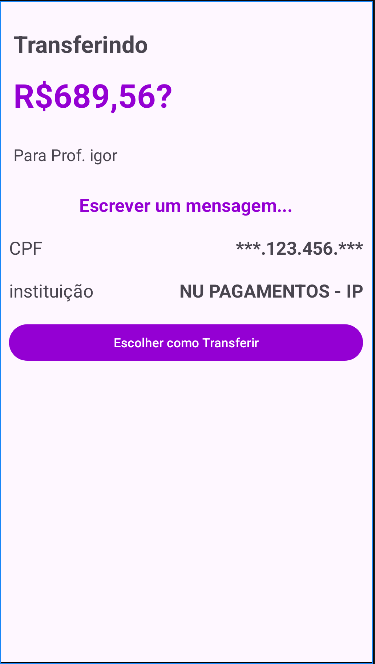 Transferindo
R$689,56?
Para Prof. igor
Escrever um mensagem...
CPF ***.123.456.***
instituição NU PAGAMENTOS - IP
Escolher como Transferir